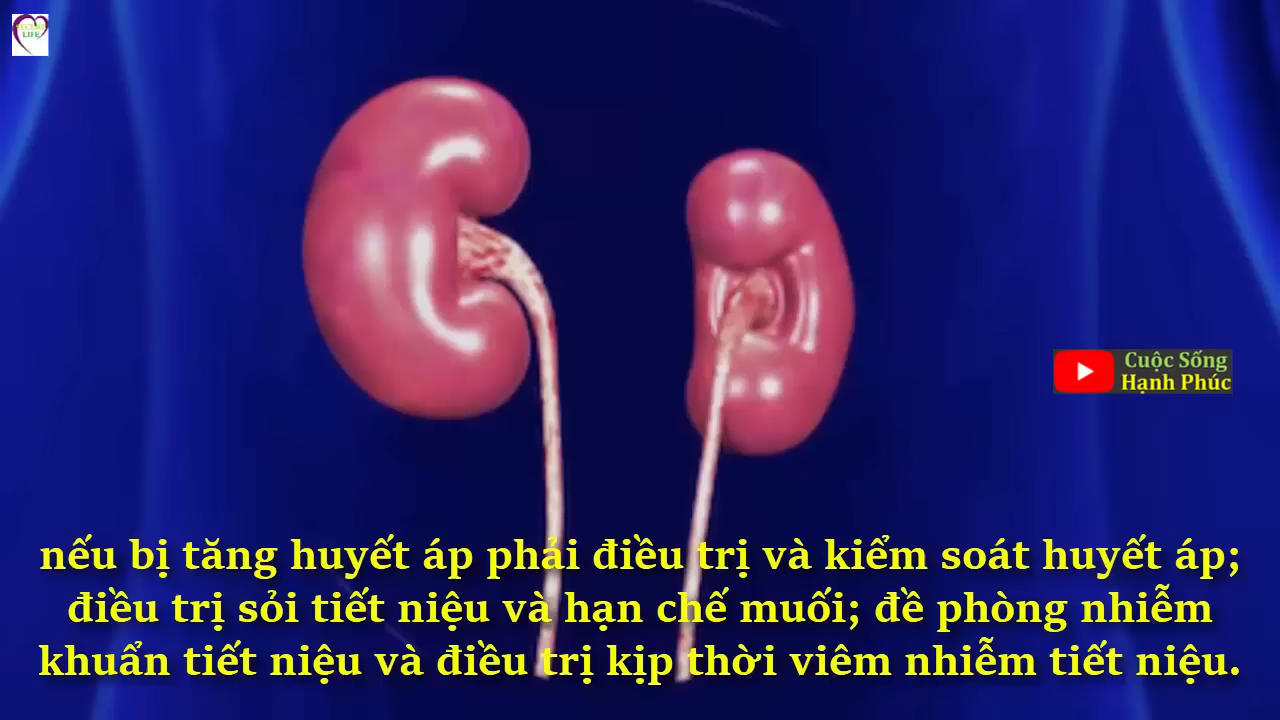 LIFE
Cuộc Sống
Hạnh Phúc
nếu bị tăng huyết áp phải điều trị và kiểm soát huyết áp;
điều trị sỏi tiết niệu và hạn chế muối; đề phòng nhiễm
khuẩn tiết niệu và điều trị kịp thời viêm nhiễm tiết niệu.